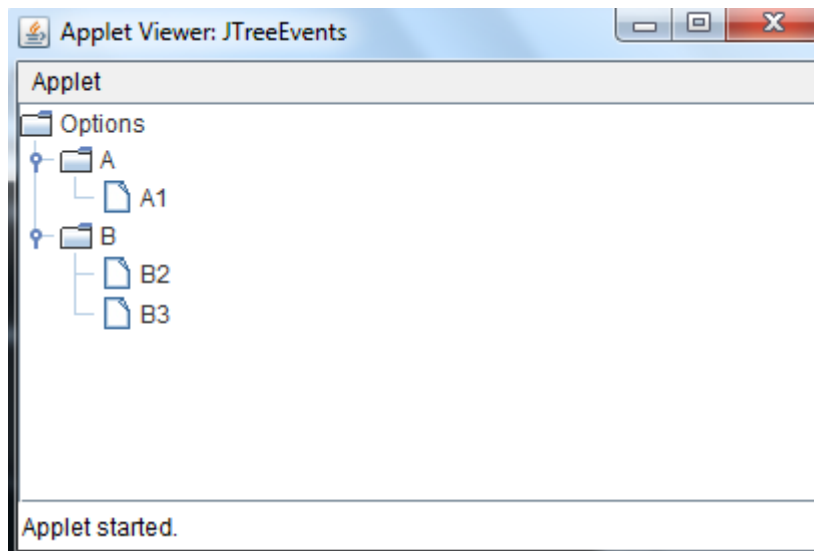 Applet Viewer: JTreeEvents
Applet
Options
A
A1
B
B2
B3
Applet started.